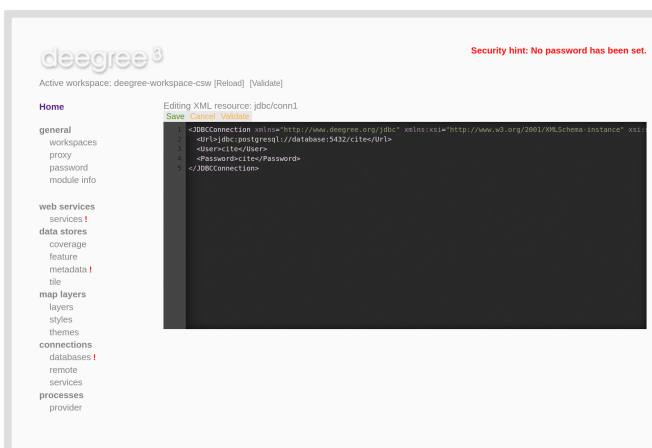 deegree 3
Security hint: No password has been set.
Active workspace: deegree-workspace-csw [Reload] [Validate]
Home
Editing XML resource: jdbc/conn1
Save Cancel Validate
general
workspaces
proxy
password
module info
web services
services !
data stores
coverage
feature
metadata !
tile
map layers
layers
styles
themes
connections
databases !
remote
services
processes
provider
1 <JDBCConnection xmlns="http://www.deegree.org/jdbc" xmlns:xsi="http://www.w3.org/2001/XMLSchema-instance" xsi:
2 <Url>jdbc:postgresql://database:5432/cite</Url>
3 <User>cite</User>
4 <Password>cite</Password>
5 </JDBCConnection>